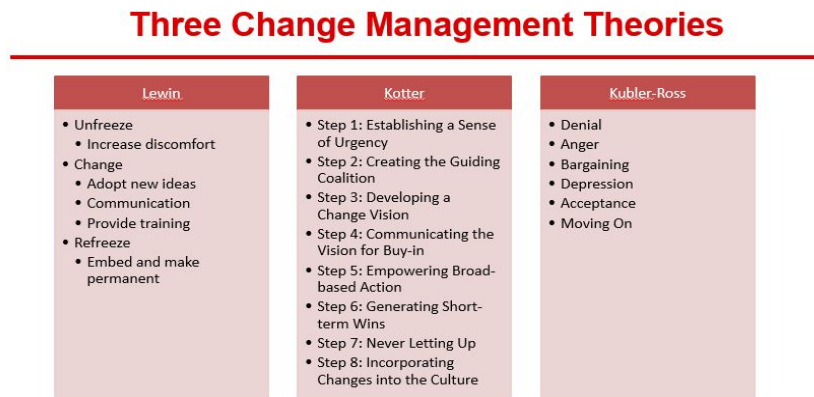 Three Change Management Theories
Lewin
• Unfreeze
• Increase discomfort
• Change
• Adopt new ideas
• Communication
• Provide training
• Refreeze
• Embed and make
permanent
Kotter
• Step 1: Establishing a Sense
of Urgency
• Step 2: Creating the Guiding
Coalition
• Step 3: Developing a
Change Vision
• Step 4: Communicating the
Vision for Buy-in
• Step 5: Empowering Broad-
based Action
• Step 6: Generating Short-
term Wins
• Step 7: Never Letting Up
• Step 8: Incorporating
Changes into the Culture
Kubler-Ross
• Denial
• Anger
• Bargaining
• Depression
• Acceptance
• Moving On